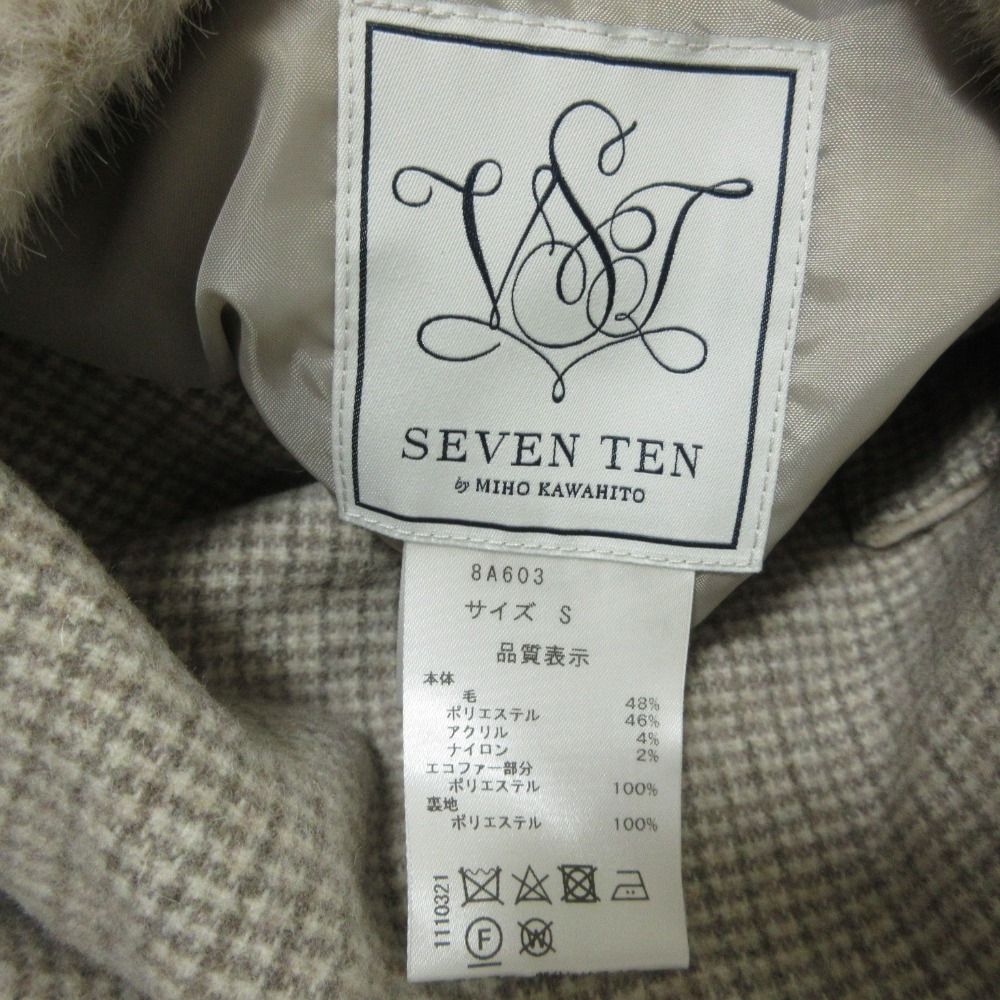 VST
SEVEN TEN
by MIHO KAWAHITO
8A603
サイズ S
品質表示
本体
毛 48%
ポリエステル 46%
アクリル 4%
ナイロン 2%
エコファー部分
ポリエステル 100%
裏地
ポリエステル 100%
1110321
F
W